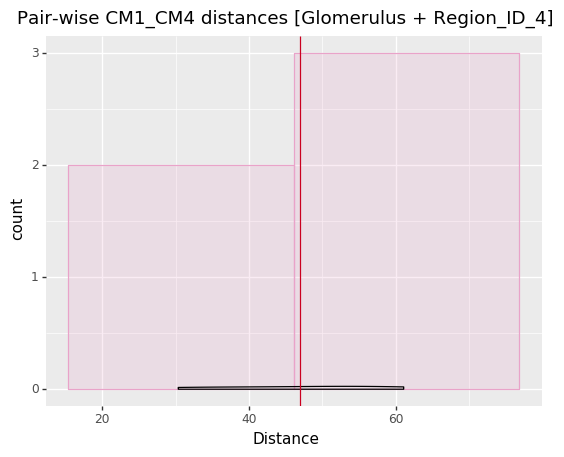 Pair-wise CM1_CM4 distances [Glomerulus + Region_ID_4]
3
2
1
0
count
20
40
60
Distance